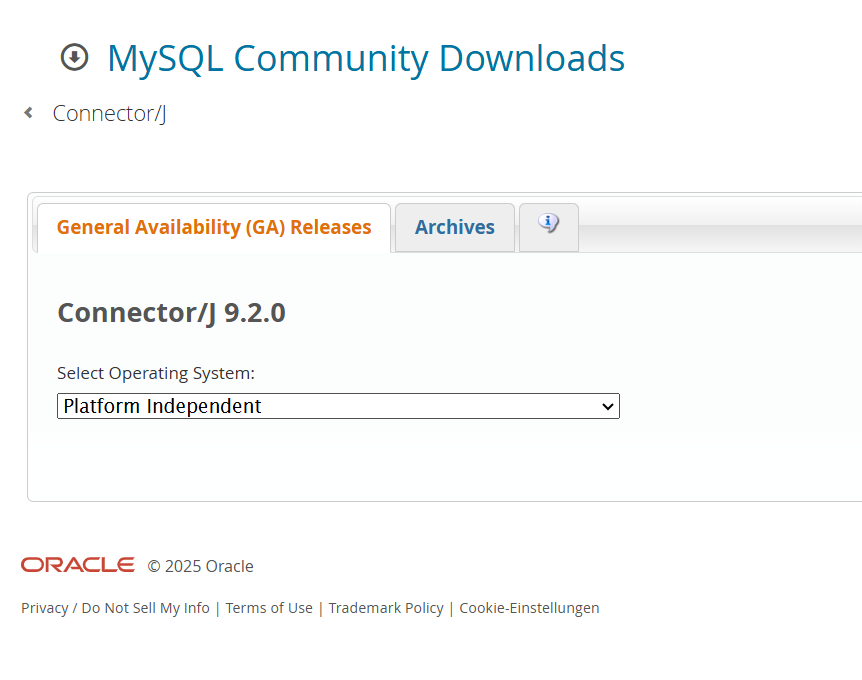 MySQL Community Downloads
Connector/J
General Availability (GA) Releases Archives i
Connector/J 9.2.0
Select Operating System:
Platform Independent
ORACLE © 2025 Oracle
Privacy / Do Not Sell My Info | Terms of Use | Trademark Policy | Cookie-Einstellungen